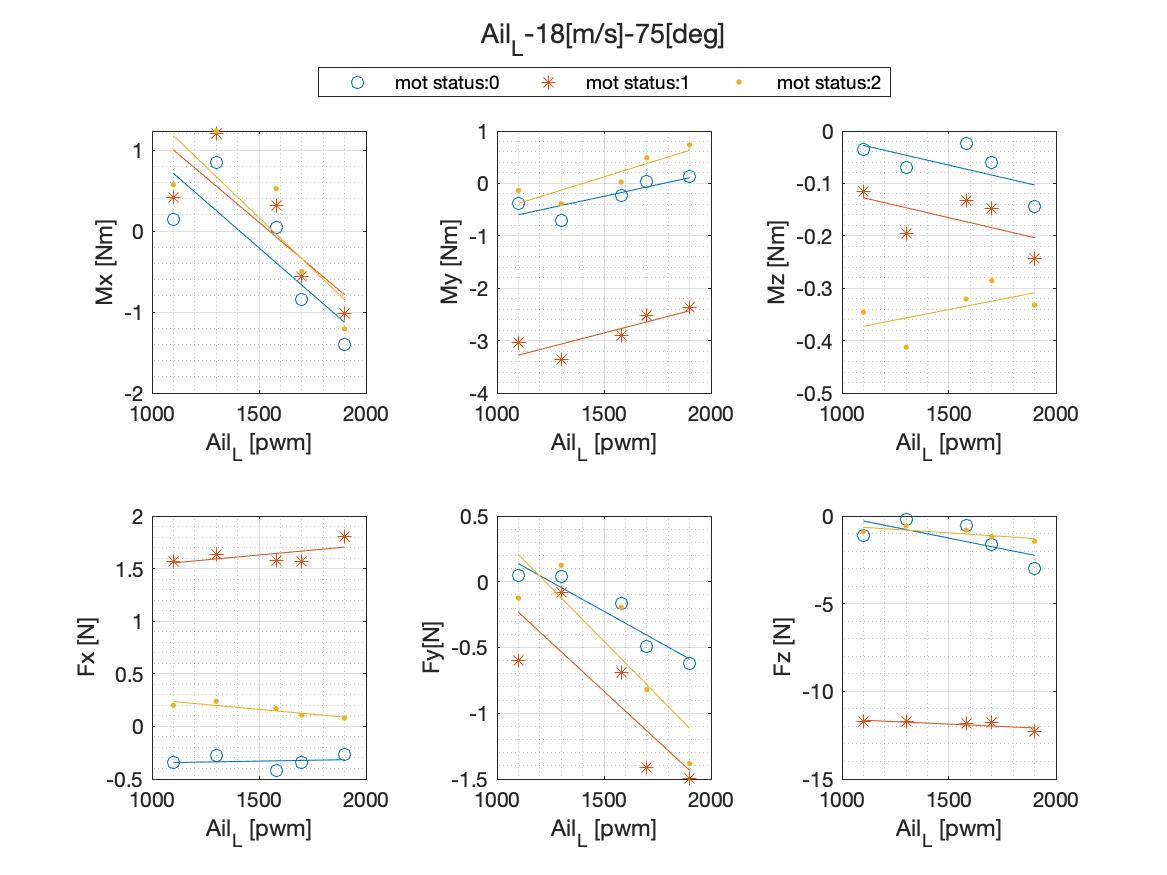 Ail_L-18[m/s]-75[deg]
mot status:0 mot status:1 mot status:2
1
0
-1
-2
Mx [Nm]
1000 1500 2000
Ail_L [pwm]
1
0
-1
-2
-3
-4
My [Nm]
1000 1500 2000
Ail_L [pwm]
0
-0.1
-0.2
-0.3
-0.4
-0.5
Mz [Nm]
1000 1500 2000
Ail_L [pwm]
2
1.5
1
0.5
0
-0.5
Fx [N]
1000 1500 2000
Ail_L [pwm]
0.5
0
-0.5
-1
-1.5
Fy[N]
1000 1500 2000
Ail_L [pwm]
0
-5
-10
-15
Fz [N]
1000 1500 2000
Ail_L [pwm]